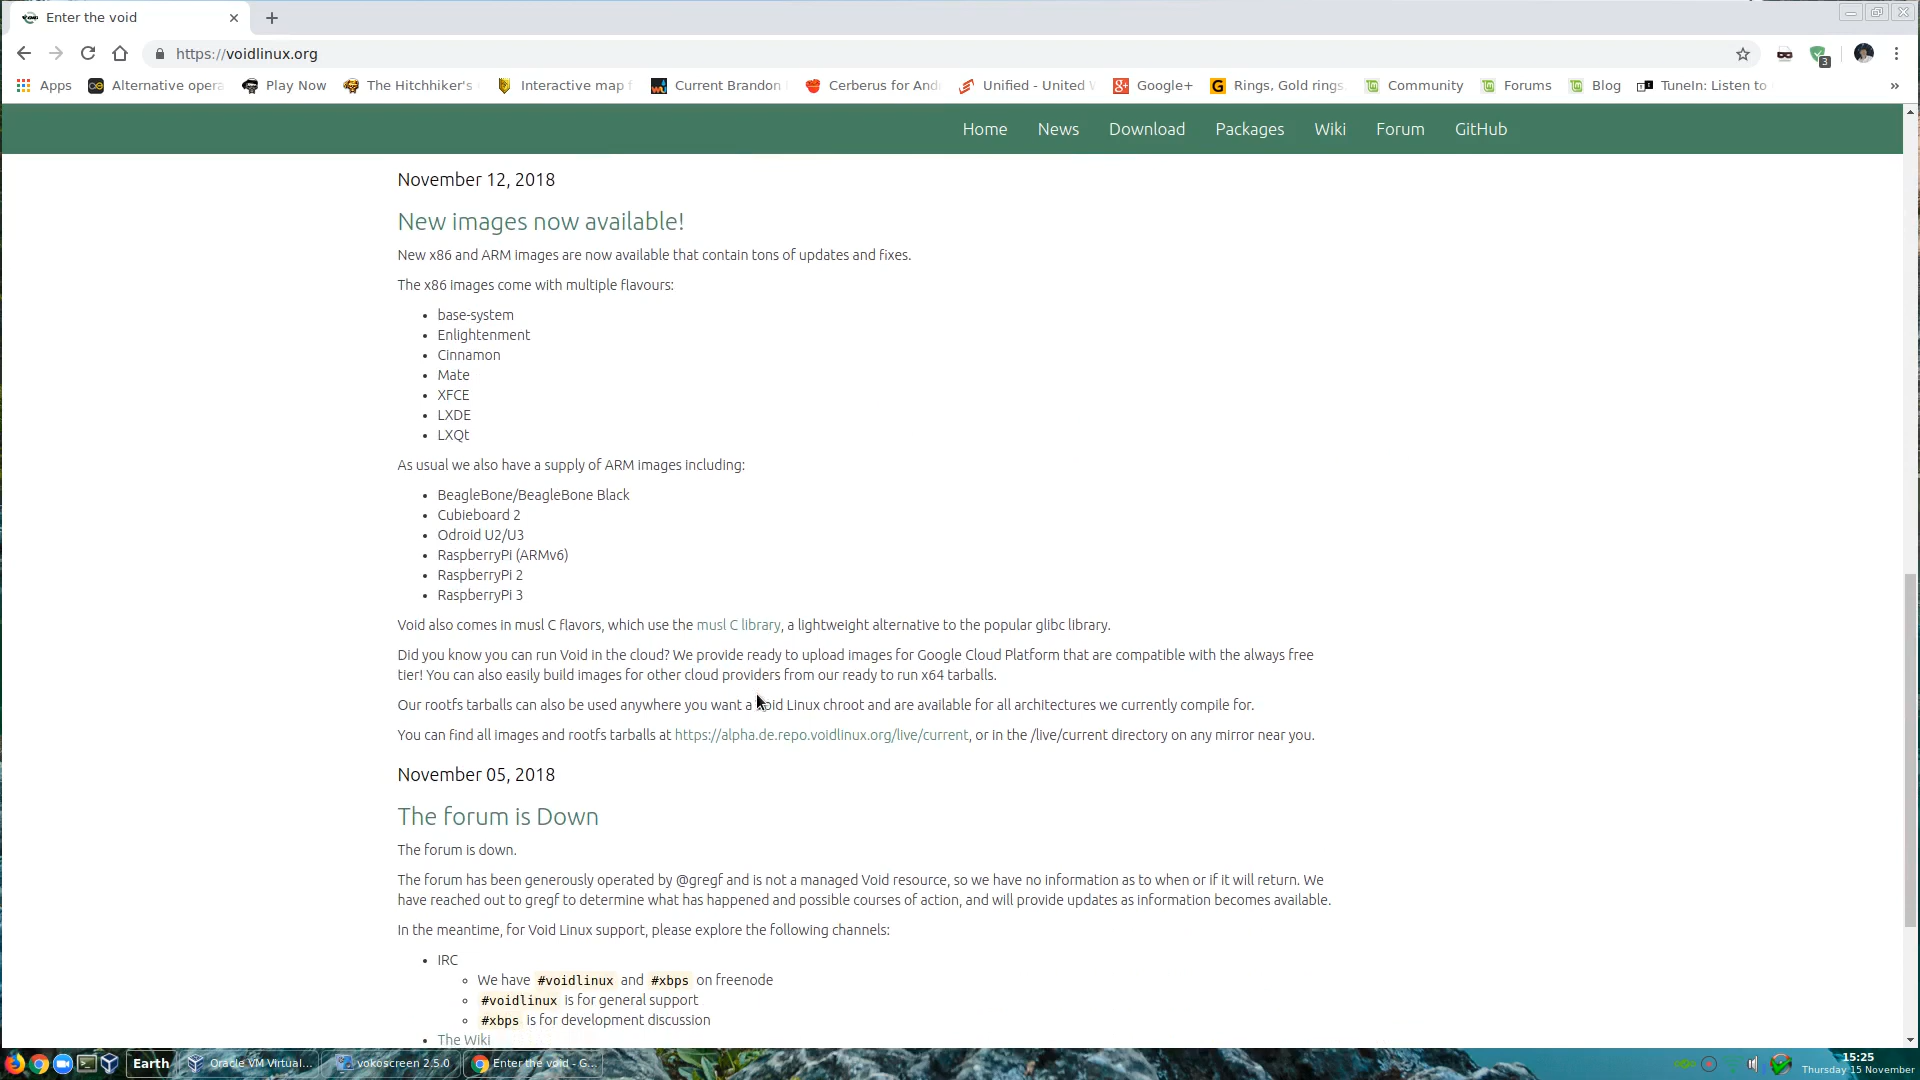 Enter the void
https://voidlinux.org
3
Apps
Alternative opera
Play Now
The Hitchhiker's
Interactive map f
Current Brandon
Cerberus for And
Unified - United
Google+
Rings, Gold rings
Community
Forums
Blog
TuneIn: Listen to
»
Home
News
Download
Packages
Wiki
Forum
GitHub
November 12, 2018
New images now available!
New x86 and ARM images are now available that contain tons of updates and fixes.
The x86 images come with multiple flavours:
base-system
Enlightenment
Cinnamon
Mate
XFCE
LXDE
LXQt
As usual we also have a supply of ARM images including:
BeagleBone/BeagleBone Black
Cubieboard 2
Odroid U2/U3
RaspberryPi (ARMv6)
RaspberryPi 2
RaspberryPi 3
Void also comes in musl C flavors, which use the musl C library, a lightweight alternative to the popular glibc library.
Did you know you can run Void in the cloud? We provide ready to upload images for Google Cloud Platform that are compatible with the always free
tier! You can also easily build images for other cloud providers from our ready to run x64 tarballs.
Our rootfs tarballs can also be used anywhere you want a Void Linux chroot and are available for all architectures we currently compile for.
You can find all images and rootfs tarballs at https://alpha.de.repo.voidlinux.org/live/current, or in the /live/current directory on any mirror near you.
November 05, 2018
The forum is Down
The forum is down.
The forum has been generously operated by @gregf and is not a managed Void resource, so we have no information as to when or if it will return. We
have reached out to gregf to determine what has happened and possible courses of action, and will provide updates as information becomes available.
In the meantime, for Void Linux support, please explore the following channels:
IRC
We have #voidlinux and #xbps on freenode
#voidlinux is for general support
#xbps is for development discussion
The Wiki
Earth
Oracle VM Virtual...
vokoscreen 2.5.0
Enter the void - G...
15:25
Thursday 15 November